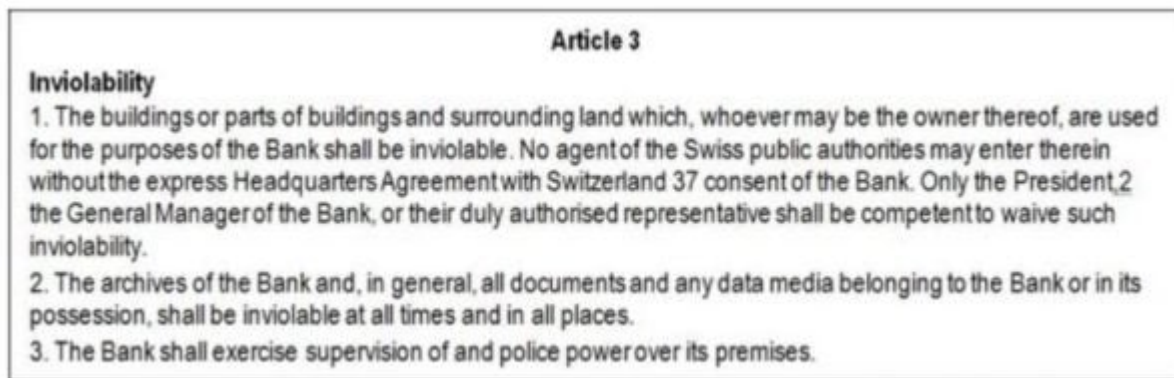 Article 3
Inviolability
1. The buildings or parts of buildings and surrounding land which, whoever may be the owner thereof, are used
for the purposes of the Bank shall be inviolable. No agent of the Swiss public authorities may enter therein
without the express Headquarters Agreement with Switzerland 37 consent of the Bank. Only the President,2
the General Manager of the Bank, or their duly authorised representative shall be competent to waive such
inviolability.
2. The archives of the Bank and, in general, all documents and any data media belonging to the Bank or in its
possession, shall be inviolable at all times and in all places.
3. The Bank shall exercise supervision of and police power over its premises.